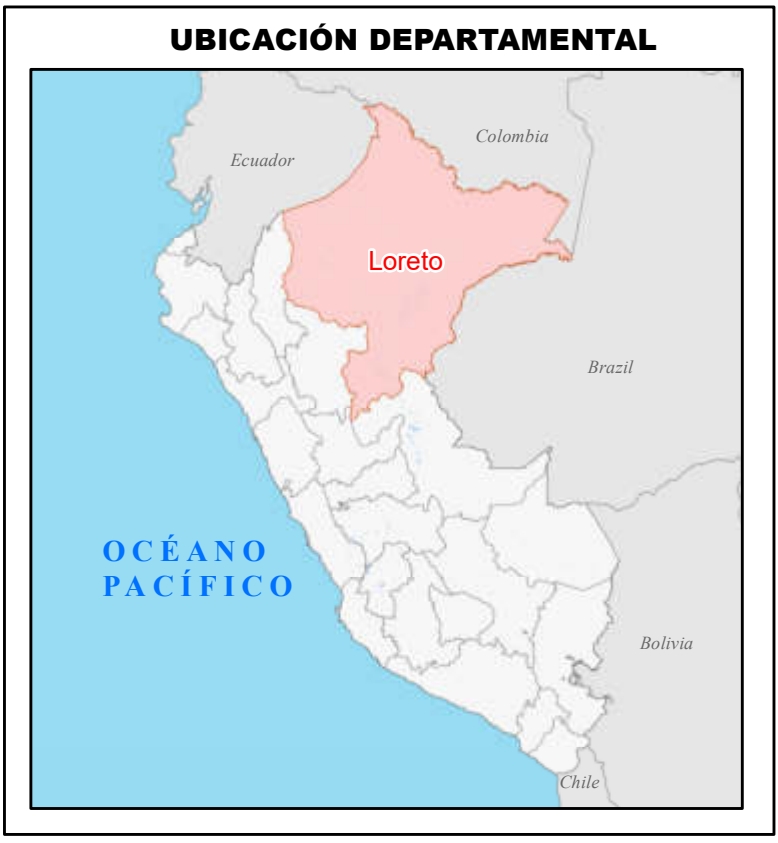 UBICACIÓN DEPARTAMENTAL
Colombia
Ecuador
Loreto
Brazil
OCÉANO
PACÍFICO
Bolivia
Chile